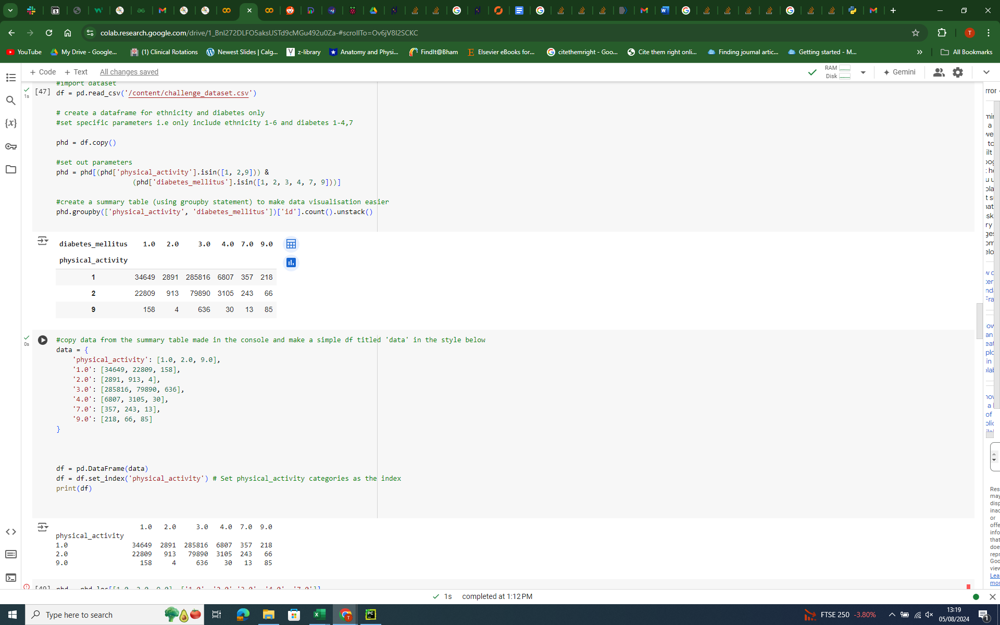 colab.research.google.com/drive/1_BnI272DLFO5aksUSTd9cMGu492u0Za-#scrollTo=Ov6jV8I2SCKC
YouTube
My Drive - Google...
(1) Clinical Rotations
Newest Slides | Calg...
z-library
Anatomy and Physi...
FindIt@Bham
Elsevier eBooks for...
citethemright - Goo...
Cite them right onli...
Finding journal artic...
Getting started - M...
All Bookmarks
+ Code + Text All changes saved
RAM
Disk
Gemini
#import dataset
[47] df = pd.read_csv('/content/challenge_dataset.csv')
1s
# create a dataframe for ethnicity and diabetes only
#set specific parameters i.e only include ethnicity 1-6 and diabetes 1-4,7
phd = df.copy()
#set out parameters
phd = phd[(phd['physical_activity'].isin([1, 2,9])) &
(phd['diabetes_mellitus'].isin([1, 2, 3, 4, 7, 9]))]
#create a summary table (using groupby statement) to make data visualisation easier
phd.groupby(['physical_activity', 'diabetes_mellitus'])['id'].count().unstack()
diabetes_mellitus 1.0 2.0 3.0 4.0 7.0 9.0
physical_activity
1 34649 2891 285816 6807 357 218
2 22809 913 79890 3105 243 66
9 158 4 636 30 13 85
0s
#copy data from the summary table made in the console and make a simple df titled 'data' in the style below
data = {
'physical_activity': [1.0, 2.0, 9.0],
'1.0': [34649, 22809, 158],
'2.0': [2891, 913, 4],
'3.0': [285816, 79890, 636],
'4.0': [6807, 3105, 30],
'7.0': [357, 243, 13],
'9.0': [218, 66, 85]
}
df = pd.DataFrame(data)
df = df.set_index('physical_activity') # Set physical_activity categories as the index
print(df)
1.0 2.0 3.0 4.0 7.0 9.0
physical_activity
1.0 34649 2891 285816 6807 357 218
2.0 22809 913 79890 3105 243 66
9.0 158 4 636 30 13 85
1s completed at 1:12 PM
Type here to search
FTSE 250 -3.80%
13:19
05/08/2024